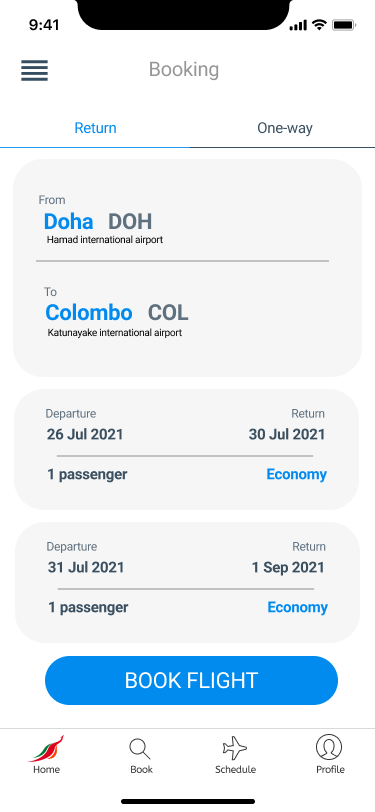 9:41
Booking
Return One-way
From
Doha DOH
Hamad international airport
To
Colombo COL
Katunayake international airport
Departure Return
26 Jul 2021 30 Jul 2021
1 passenger Economy
Departure Return
31 Jul 2021 1 Sep 2021
1 passenger Economy
BOOK FLIGHT
Home Book Schedule Profile